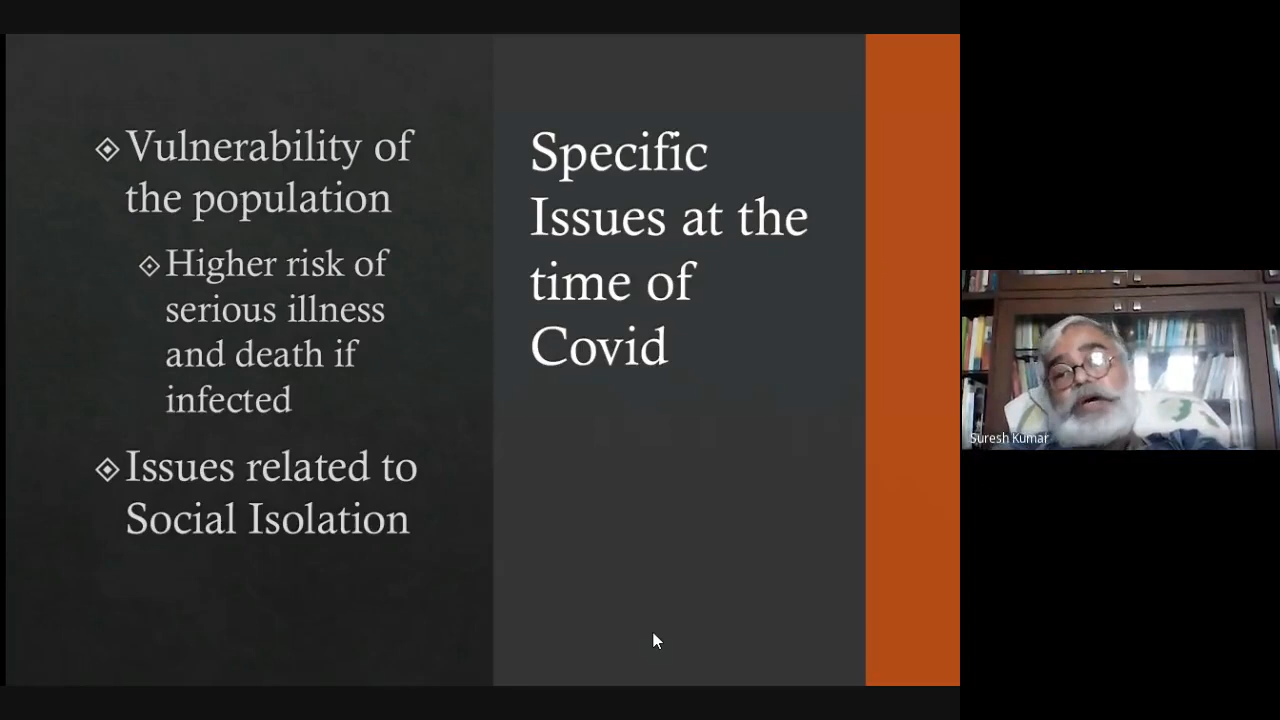 Vulnerability of
the population
Higher risk of
serious illness
and death if
infected
Issues related to
Social Isolation
Specific
Issues at the
time of
Covid
Suresh Kumar